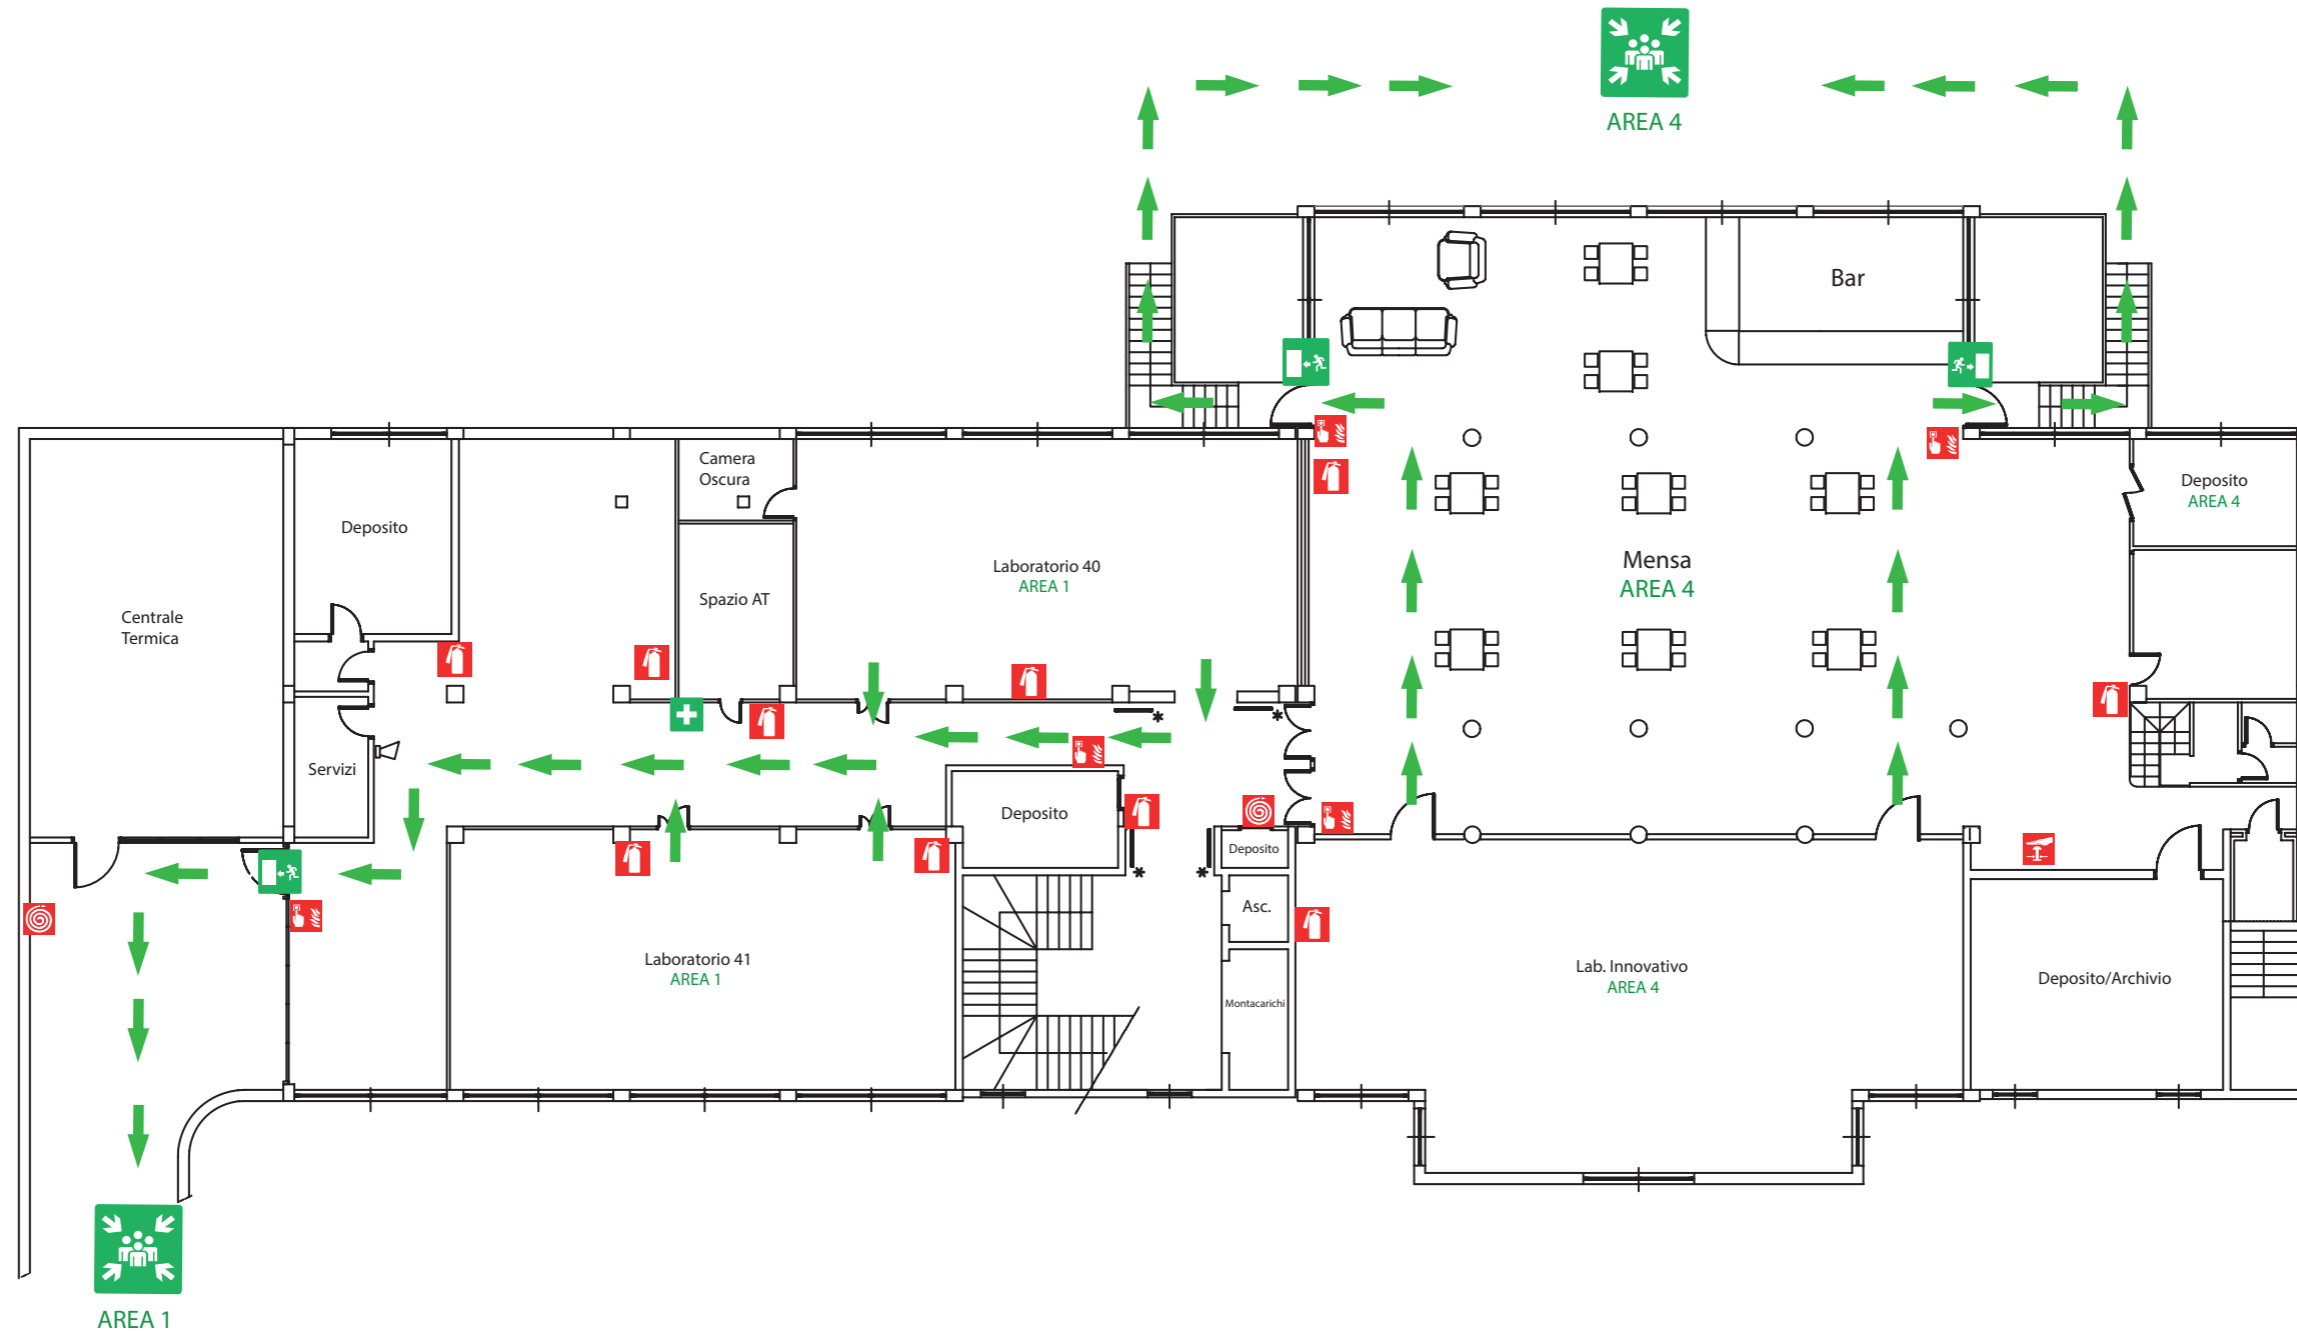 AREA 4
Bar
Camera
Oscura
Deposito
AREA 4
Deposito
Mensa
AREA 4
Laboratorio 40
AREA 1
Spazio AT
Centrale
Termica
*
*
Servizi
Deposito
Deposito
*
*
Asc.
Laboratorio 41
AREA 1
Lab. Innovativo
AREA 4
Deposito/Archivio
Montacarichi
AREA 1